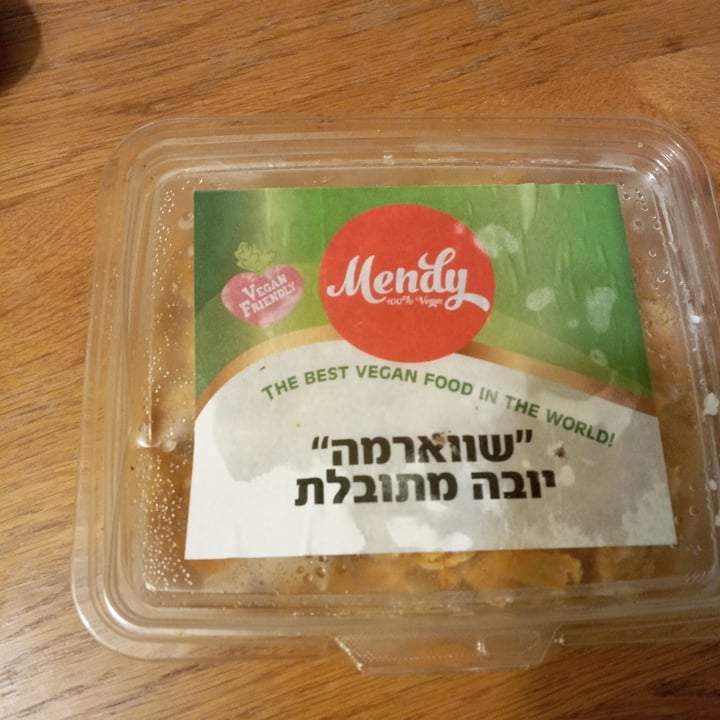 Mendy
100% Vegan
VEGAN
FRIENDLY
THE BEST VEGAN FOOD IN THE WORLD!
"שווארמה"
יובה מתובלת